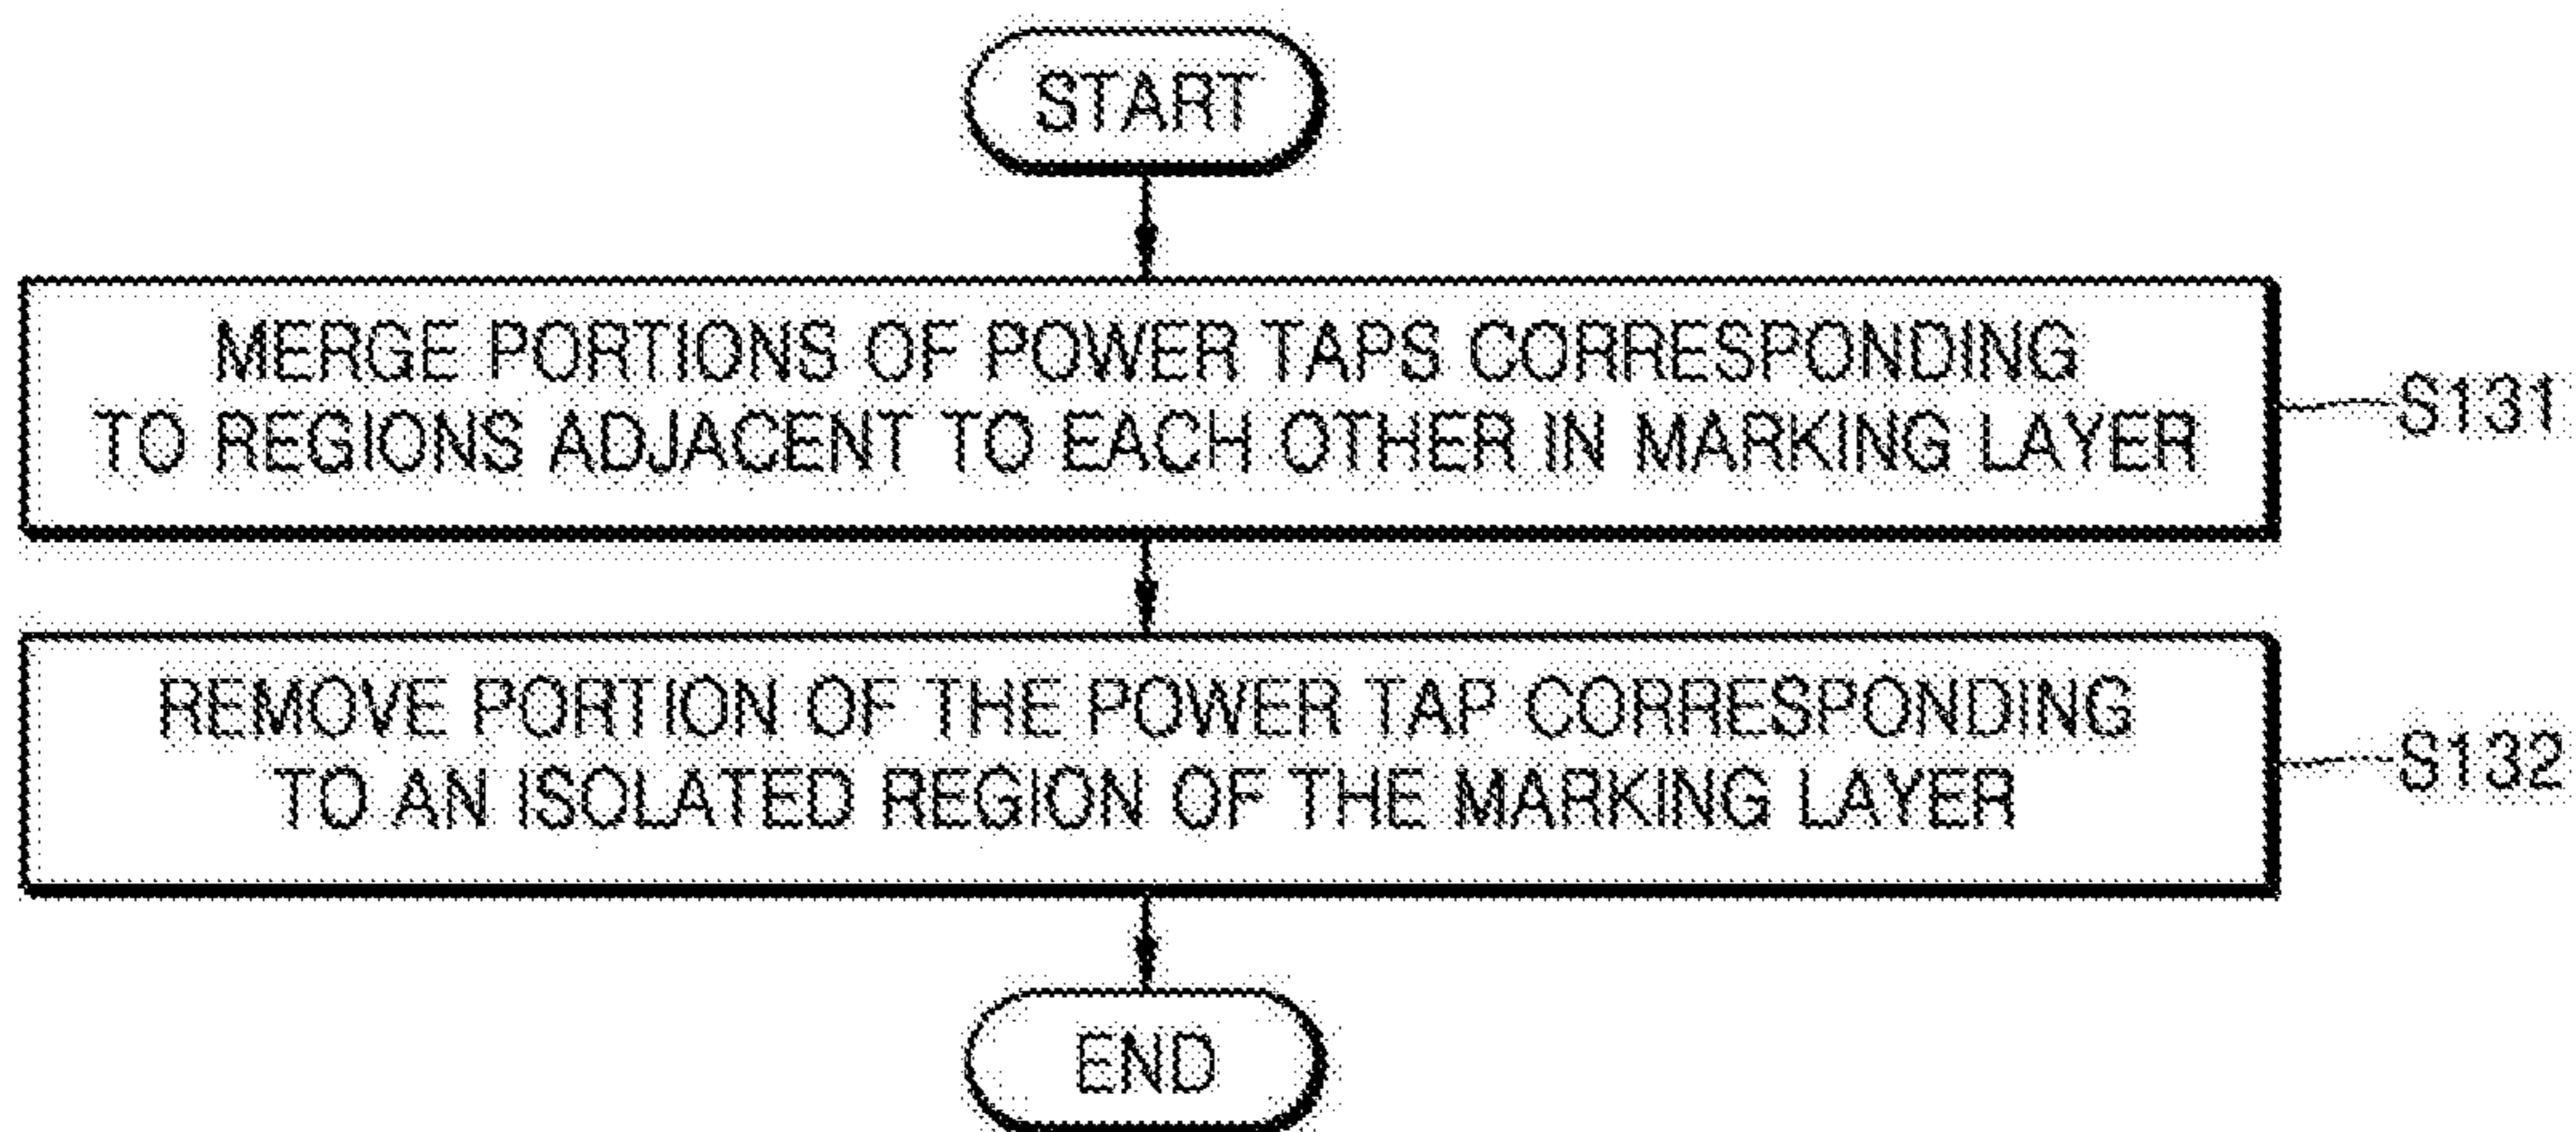 START
MERGE PORTIONS OF POWER TAPS CORRESPONDING
TO REGIONS ADJACENT TO EACH OTHER IN MARKING LAYER
S131
REMOVE PORTION OF THE POWER TAP CORRESPONDING
TO AN ISOLATED REGION OF THE MARKING LAYER
S132
END